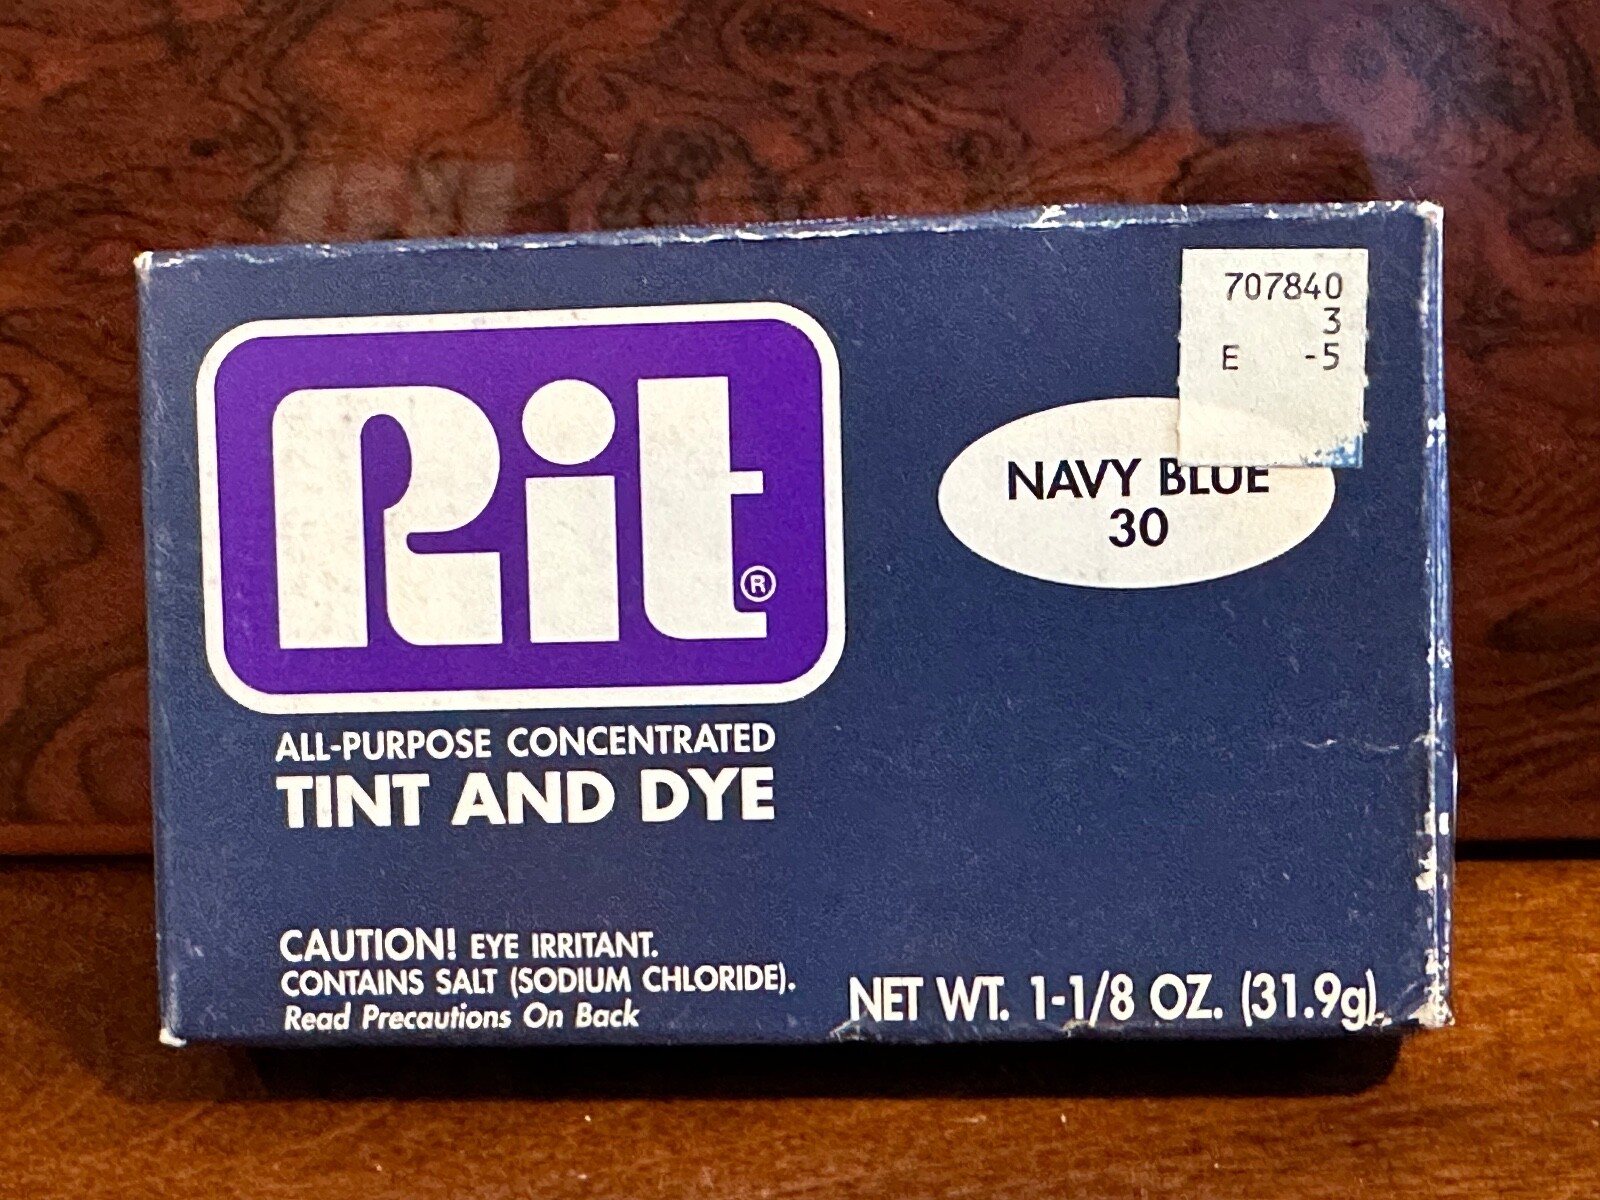 707840
3
E -5
Rit®
NAVY BLUE
30
ALL-PURPOSE CONCENTRATED
TINT AND DYE
CAUTION! EYE IRRITANT.
CONTAINS SALT (SODIUM CHLORIDE).
Read Precautions On Back
NET WT. 1-1/8 OZ. (31.9g)